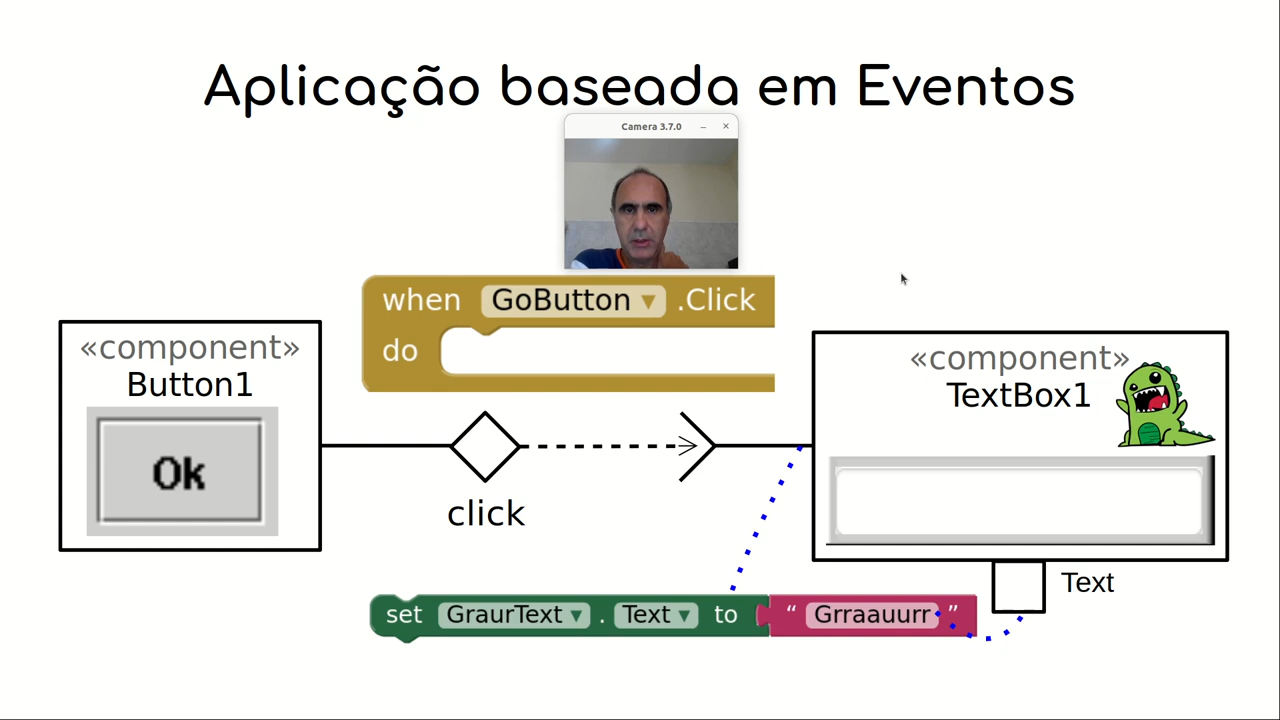 Aplicação baseada em Eventos
Camera 3.7.0
when GoButton .Click
do
«component»
Button1
Ok
«component»
TextBox1
click
Text
set GraurText . Text to “ Grraauurr ”